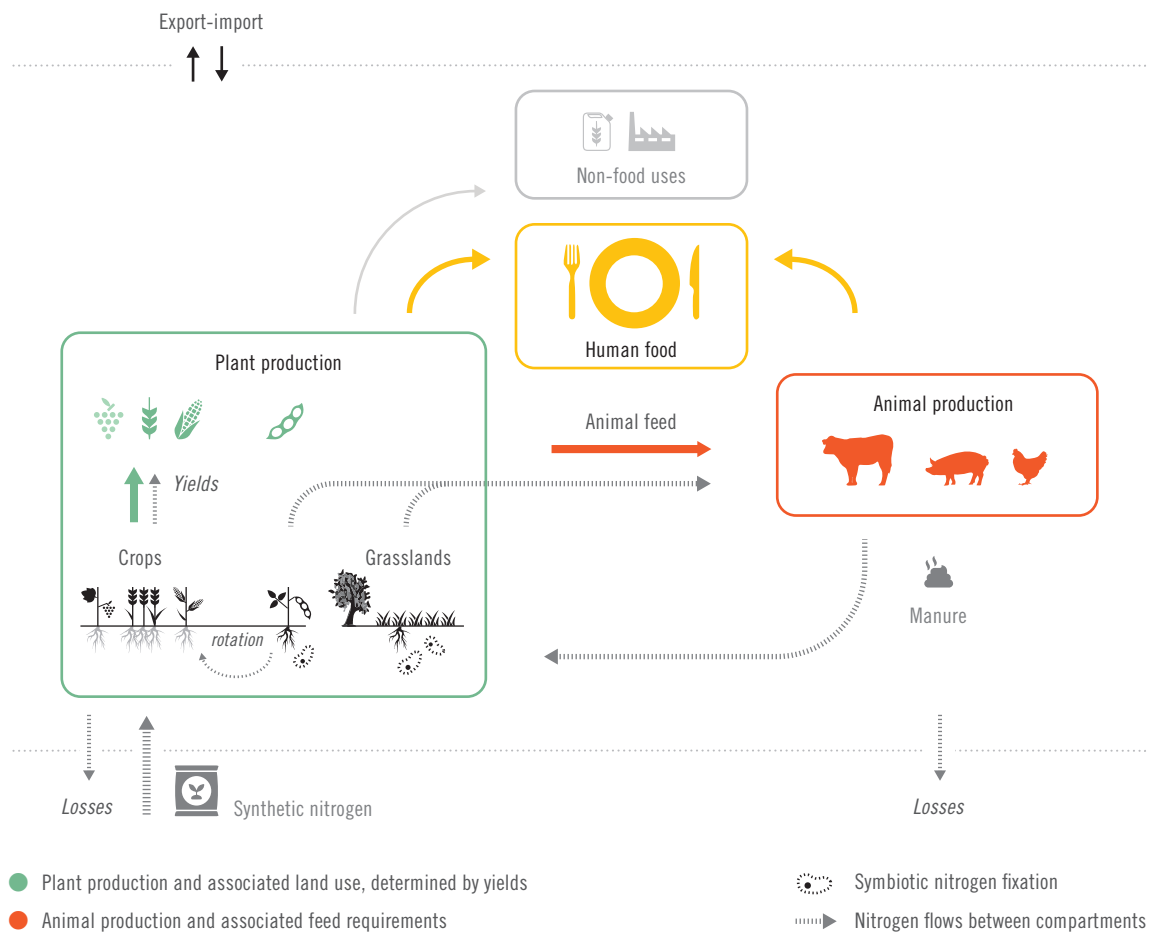 Export-import
Non-food uses
Human food
Plant production
Animal production
Animal feed
Yields
Crops
Grasslands
Manure
rotation
Losses
Synthetic nitrogen
Losses
Plant production and associated land use, determined by yields
Symbiotic nitrogen fixation
Animal production and associated feed requirements
Nitrogen flows between compartments